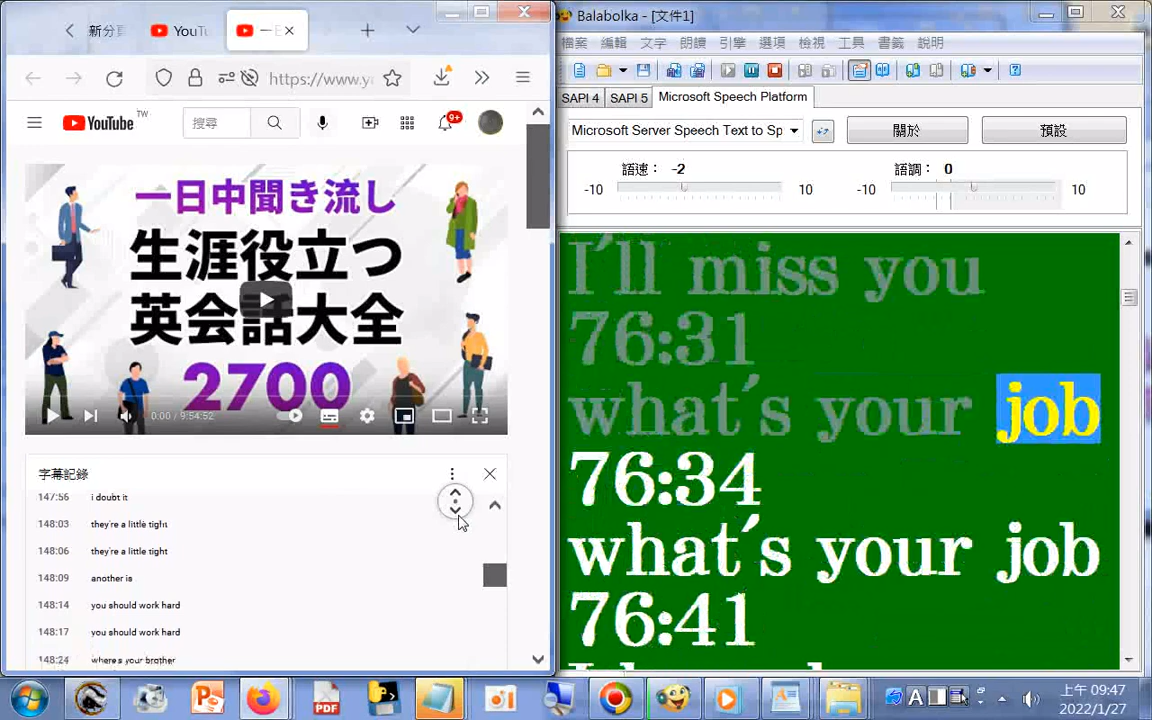 新分頁
YouTu
一日
https://www.yo
YouTube
TW
搜尋
9+
一日中聞き流し
生涯役立つ
英会話大全
2700
0:00 / 9:54:52
字幕記錄
147:56 i doubt it
148:03 they're a little tight
148:06 they're a little tight
148:09 another is
148:14 you should work hard
148:17 you should work hard
148:24 where's your brother
Balabolka - [文件1]
檔案 編輯 文字 朗讀 引擎 選項 檢視 工具 書籤 說明
SAPI 4 SAPI 5 Microsoft Speech Platform
Microsoft Server Speech Text to Sp
關於
預設
語速： -2
-10 10
語調： 0
-10 10
I'll miss you
76:31
what's your job
76:34
what's your job
76:41
PDF
A
上午 09:47
2022/1/27